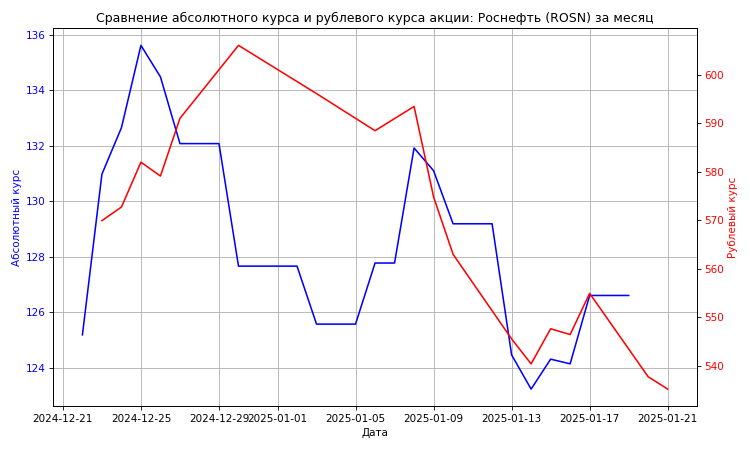 Сравнение абсолютного курса и рублевого курса акции: Роснефть (ROSN) за месяц
136
134
132
130
128
126
124
Абсолютный курс
600
590
580
570
560
550
540
Рублевый курс
2024-12-21 2024-12-25 2024-12-29 2025-01-01 2025-01-05 2025-01-09 2025-01-13 2025-01-17 2025-01-21
Дата